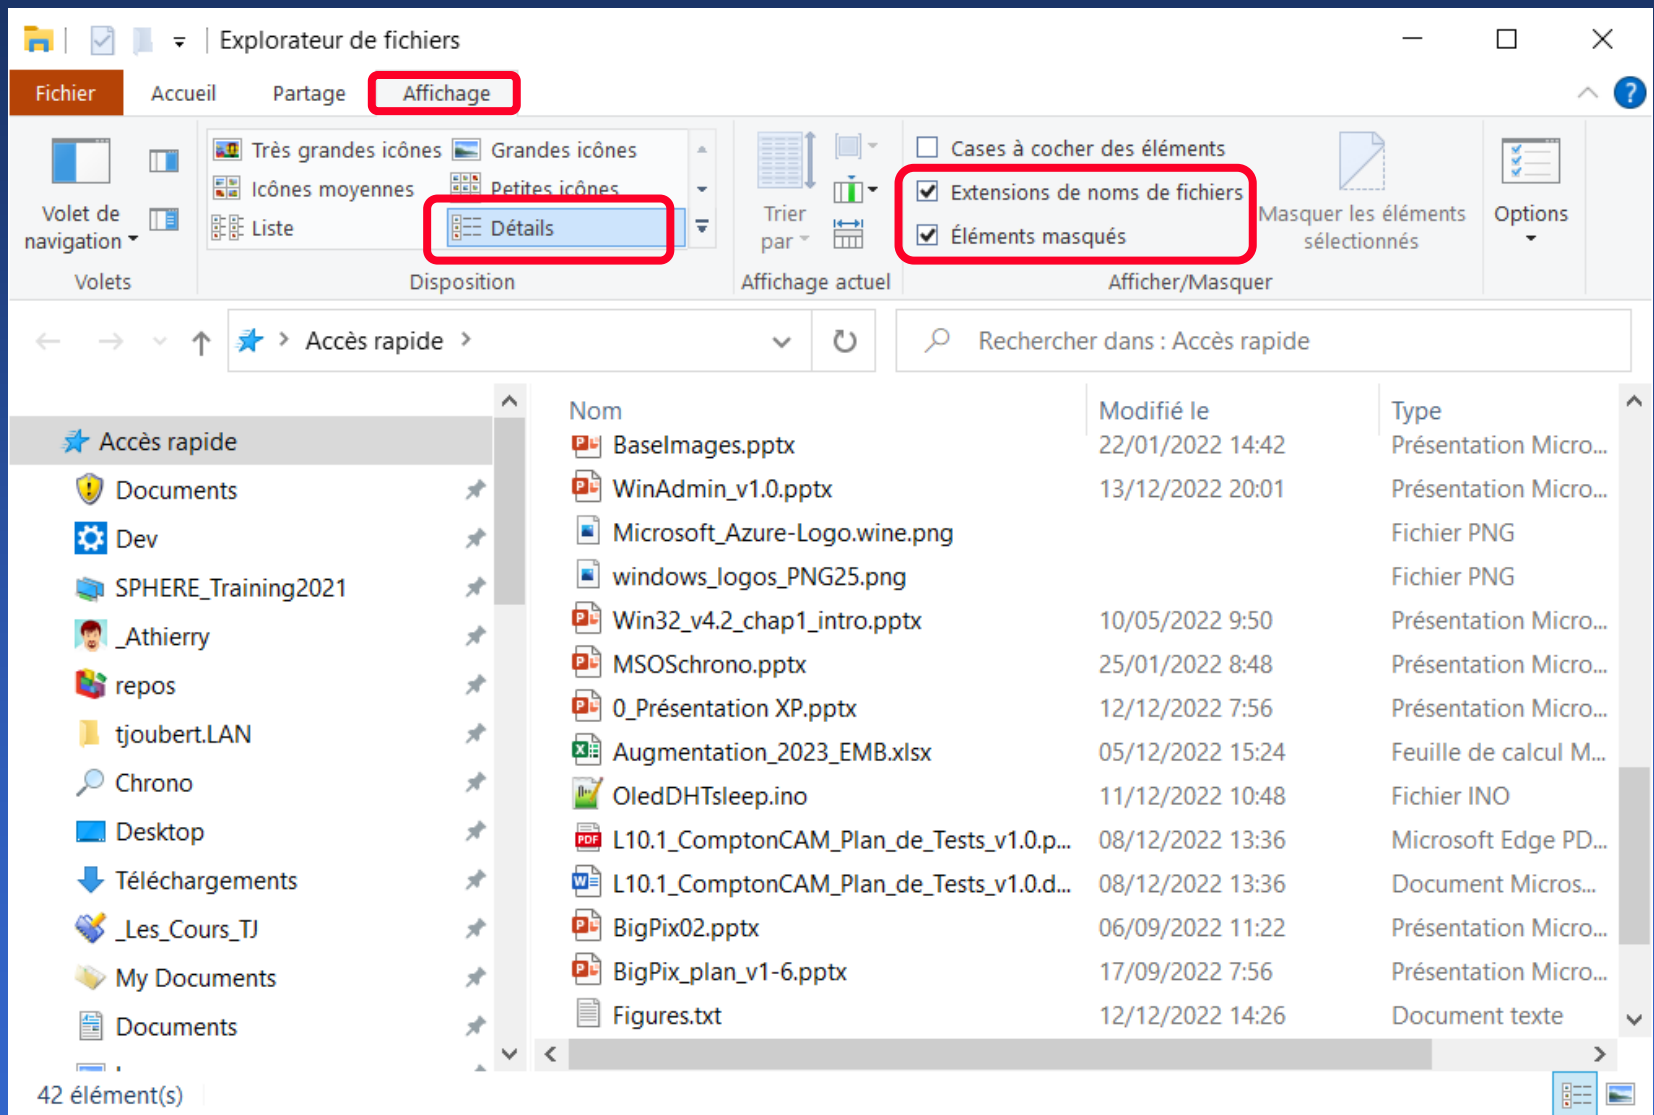 Explorateur de fichiers
Fichier Accueil Partage Affichage
?
Très grandes icônes Grandes icônes
Icônes moyennes Petites icônes
Liste Détails
Volet de navigation
Volets
Disposition
Trier par
Affichage actuel
Cases à cocher des éléments
Extensions de noms de fichiers
Éléments masqués
Masquer les éléments sélectionnés
Afficher/Masquer
Options
Accès rapide
Rechercher dans : Accès rapide
Accès rapide
Documents
Dev
SPHERE_Training2021
_Athierry
repos
tjoubert.LAN
Chrono
Desktop
Téléchargements
_Les_Cours_TJ
My Documents
Documents
Nom Modifié le Type
BaseImages.pptx 22/01/2022 14:42 Présentation Micro...
WinAdmin_v1.0.pptx 13/12/2022 20:01 Présentation Micro...
Microsoft_Azure-Logo.wine.png Fichier PNG
windows_logos_PNG25.png Fichier PNG
Win32_v4.2_chap1_intro.pptx 10/05/2022 9:50 Présentation Micro...
MSOSchrono.pptx 25/01/2022 8:48 Présentation Micro...
0_Présentation XP.pptx 12/12/2022 7:56 Présentation Micro...
Augmentation_2023_EMB.xlsx 05/12/2022 15:24 Feuille de calcul M...
OledDHTsleep.ino 11/12/2022 10:48 Fichier INO
PDF L10.1_ComptonCAM_Plan_de_Tests_v1.0.p... 08/12/2022 13:36 Microsoft Edge PD...
L10.1_ComptonCAM_Plan_de_Tests_v1.0.d... 08/12/2022 13:36 Document Micros...
BigPix02.pptx 06/09/2022 11:22 Présentation Micro...
BigPix_plan_v1-6.pptx 17/09/2022 7:56 Présentation Micro...
Figures.txt 12/12/2022 14:26 Document texte
42 élément(s)